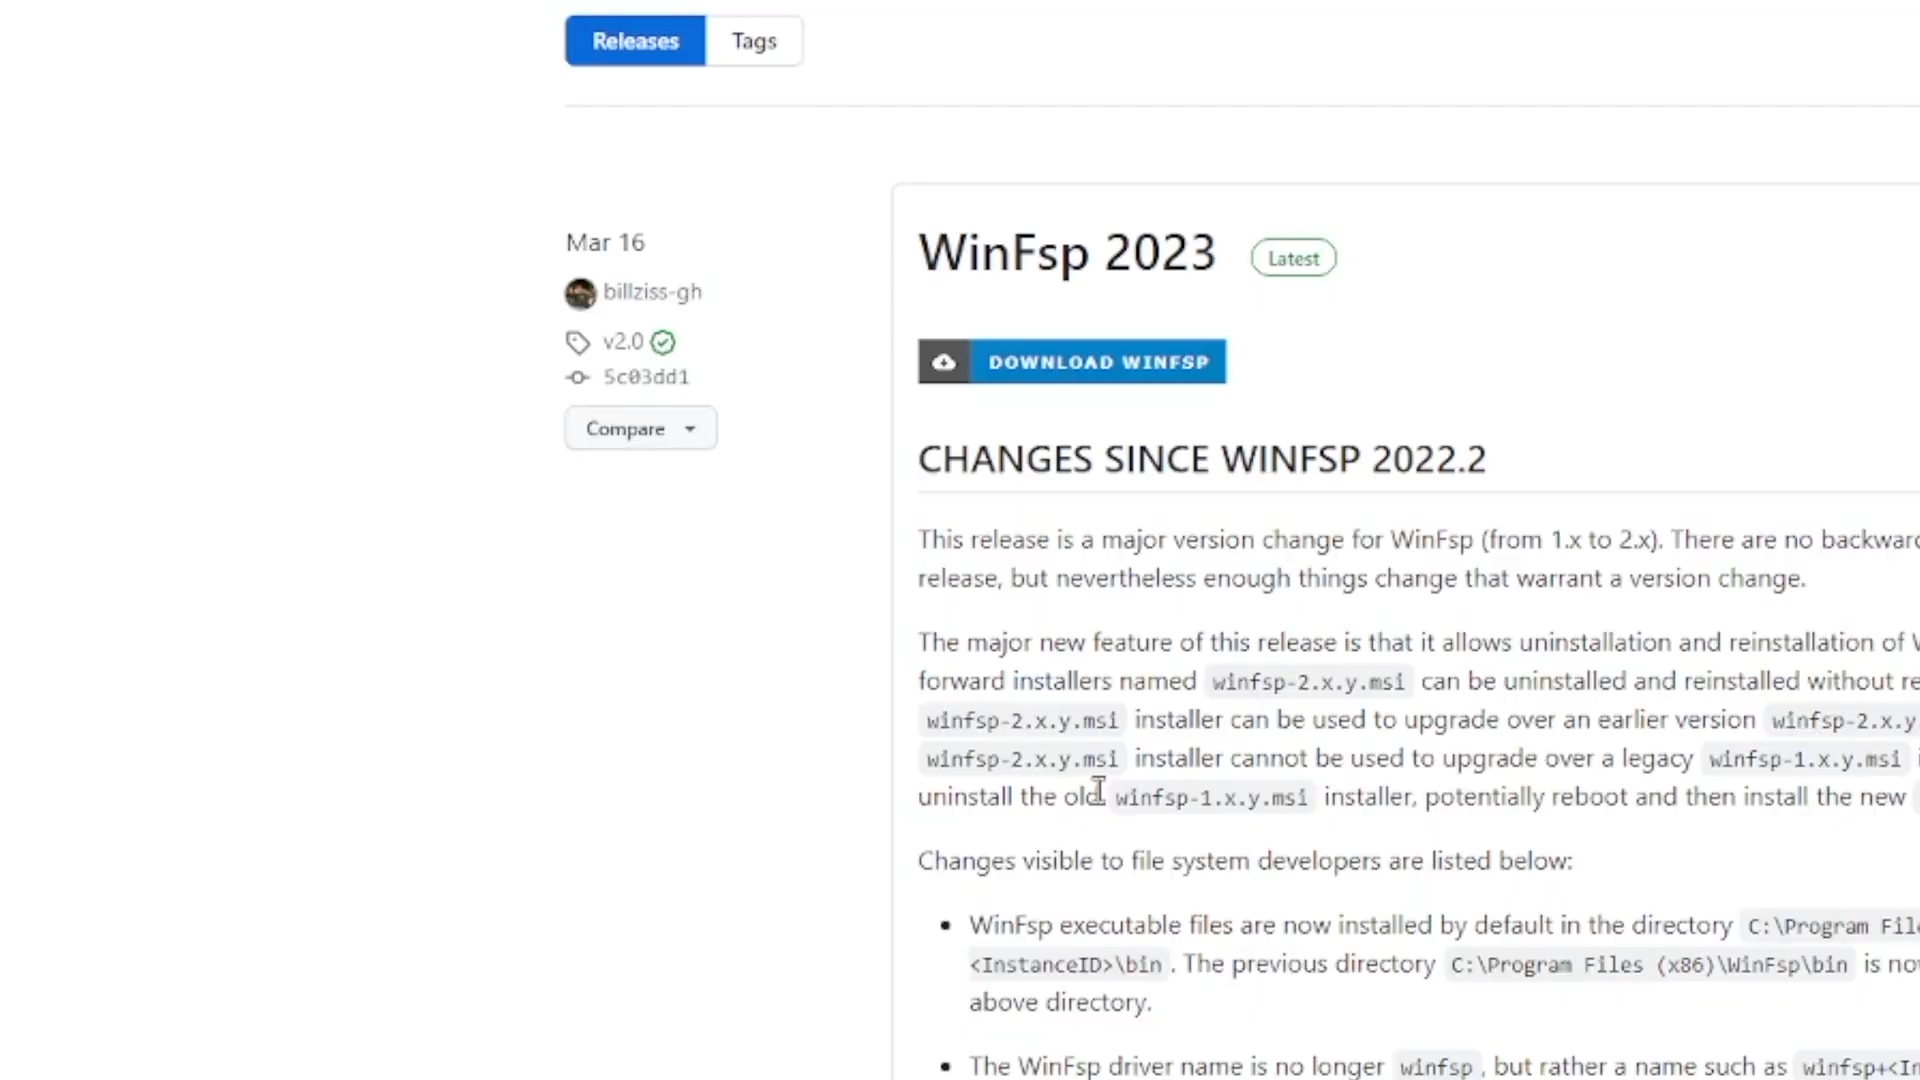 Releases
Tags
Mar 16
billziss-gh
v2.0
5c03dd1
Compare
WinFsp 2023
Latest
DOWNLOAD WINFSP
CHANGES SINCE WINFSP 2022.2
This release is a major version change for WinFsp (from 1.x to 2.x). There are no
release, but nevertheless enough things change that warrant a version change.
The major new feature of this release is that it allows uninstallation and reinstallation of
forward installers named winfsp-2.x.y.msi can be uninstalled and reinstalled without
winfsp-2.x.y.msi installer can be used to upgrade over an earlier version winfsp-2.x.y
winfsp-2.x.y.msi installer cannot be used to upgrade over a legacy winfsp-1.x.y.msi
uninstall the old winfsp-1.x.y.msi installer, potentially reboot and then install the new
Changes visible to file system developers are listed below:
WinFsp executable files are now installed by default in the directory C:\Program
<InstanceID>\bin . The previous directory C:\Program Files (x86)\WinFsp\bin is
above directory.
The WinFsp driver name is no longer winfsp , but rather a name such as